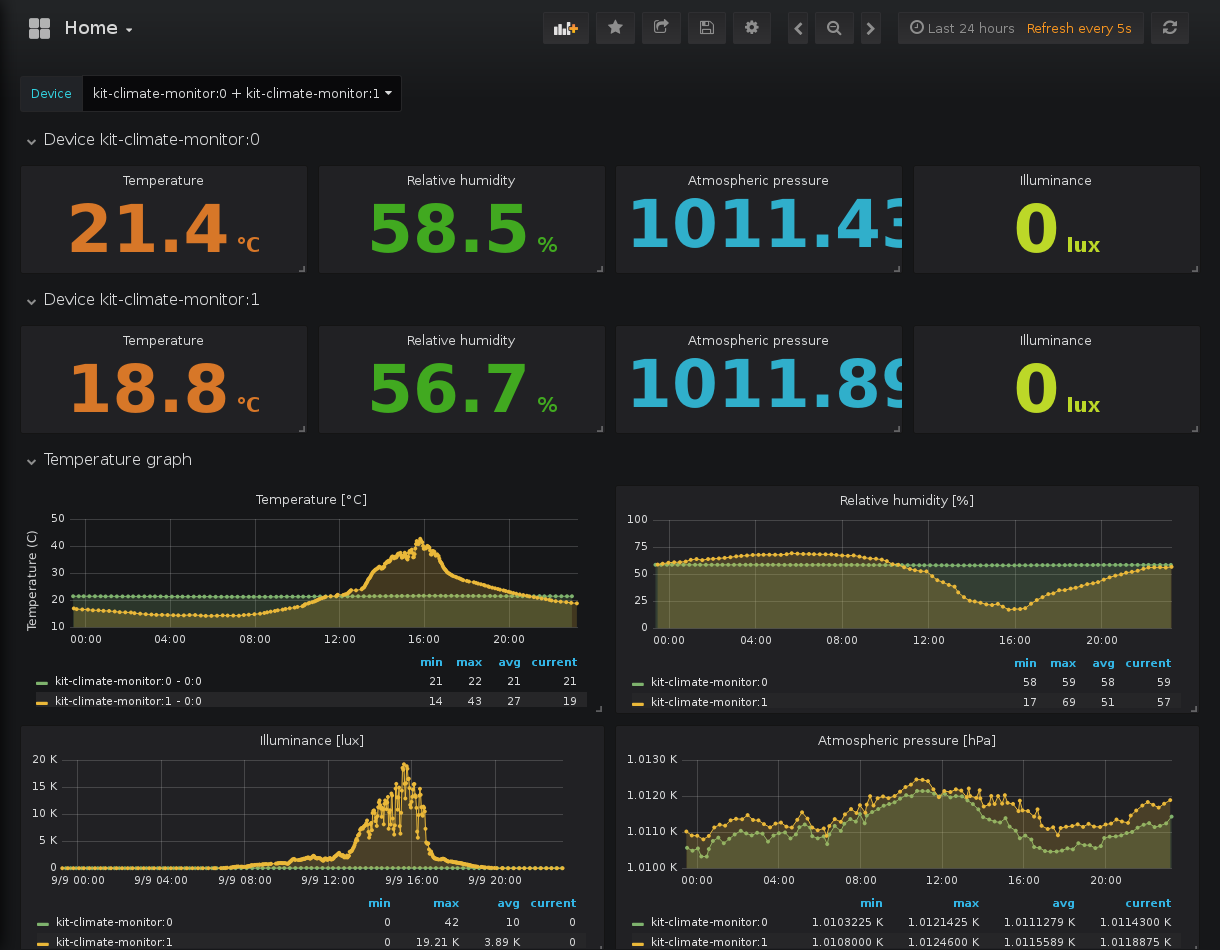 Home
Last 24 hours Refresh every 5s
Device kit-climate-monitor:0 + kit-climate-monitor:1
Device kit-climate-monitor:0
Temperature Relative humidity Atmospheric pressure Illuminance
21.4 °C 58.5 % 1011.43 0 lux
Device kit-climate-monitor:1
Temperature Relative humidity Atmospheric pressure Illuminance
18.8 °C 56.7 % 1011.89 0 lux
Temperature graph
Temperature [°C]
Temperature (C)
50
40
30
20
10
00:00 04:00 08:00 12:00 16:00 20:00
min max avg current
kit-climate-monitor:0 - 0:0 21 22 21 21
kit-climate-monitor:1 - 0:0 14 43 27 19
Relative humidity [%]
100
75
50
25
0
00:00 04:00 08:00 12:00 16:00 20:00
min max avg current
kit-climate-monitor:0 58 59 58 59
kit-climate-monitor:1 17 69 51 57
Illuminance [lux]
20 K
15 K
10 K
5 K
0
9/9 00:00 9/9 04:00 9/9 08:00 9/9 12:00 9/9 16:00 9/9 20:00
min max avg current
kit-climate-monitor:0 0 42 10 0
kit-climate-monitor:1 0 19.21 K 3.89 K 0
Atmospheric pressure [hPa]
1.0130 K
1.0120 K
1.0110 K
1.0100 K
00:00 04:00 08:00 12:00 16:00 20:00
min max avg current
kit-climate-monitor:0 1.0103225 K 1.0121425 K 1.0111279 K 1.0114300 K
kit-climate-monitor:1 1.0108000 K 1.0124600 K 1.0115589 K 1.0118875 K